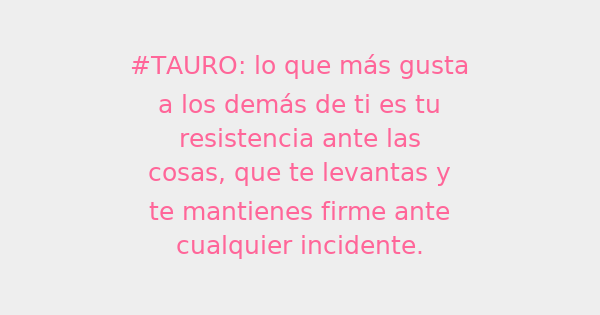 #TAURO: lo que más gusta
a los demás de ti es tu
resistencia ante las
cosas, que te levantas y
te mantienes firme ante
cualquier incidente.